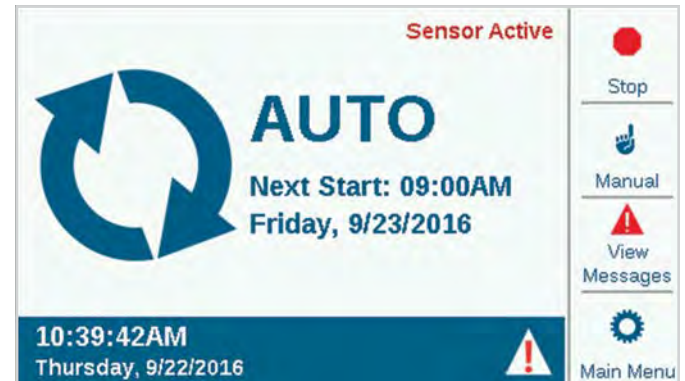 Sensor Active
AUTO
Next Start: 09:00AM
Friday, 9/23/2016
10:39:42AM
Thursday, 9/22/2016
Stop
Manual
View
Messages
Main Menu